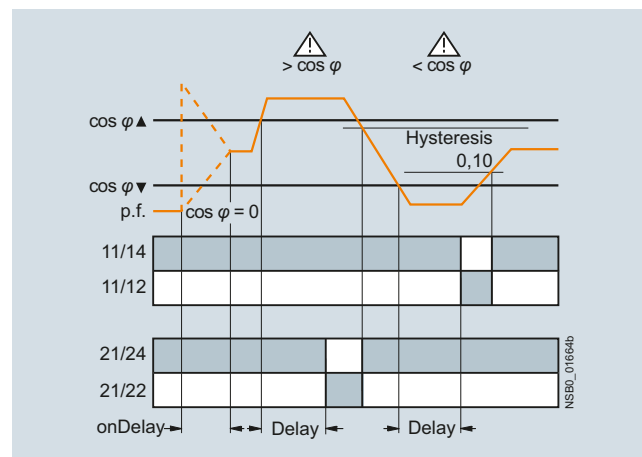 > cos φ
< cos φ
cos φ▲
Hysteresis
0,10
cos φ▼
p.f.
cos φ = 0
11/14
11/12
21/24
21/22
onDelay
Delay
Delay
NSB0_01664b